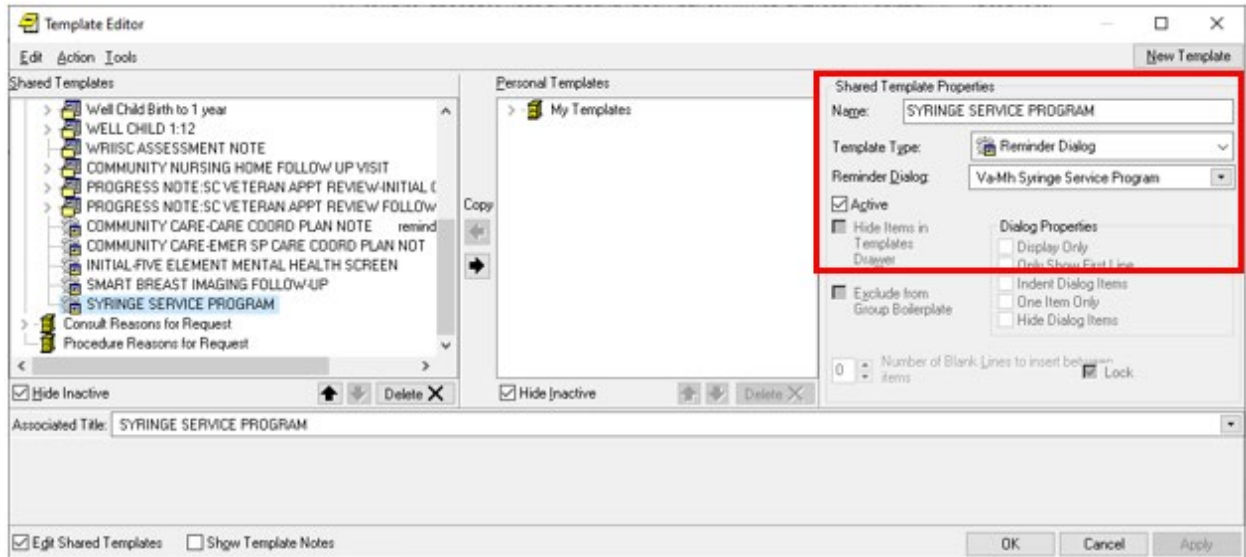 Template Editor
Edit Action Tools
New Template
Shared Templates
Well Child Birth to 1 year
WELL CHILD 1:12
WRIISC ASSESSMENT NOTE
COMMUNITY NURSING HOME FOLLOW UP VISIT
PROGRESS NOTE:SC VETERAN APPT REVIEW-INITIAL (
PROGRESS NOTE:SC VETERAN APPT REVIEW FOLLOW
COMMUNITY CARE-CARE COORD PLAN NOTE remind
COMMUNITY CARE-EMER SP CARE COORD PLAN NOT
INITIAL-FIVE ELEMENT MENTAL HEALTH SCREEN
SMART BREAST IMAGING FOLLOW-UP
SYRINGE SERVICE PROGRAM
Consult Reasons for Request
Procedure Reasons for Request
Hide Inactive
Delete
Copy
Personal Templates
My Templates
Hide Inactive
Delete
Shared Template Properties
Name: SYRINGE SERVICE PROGRAM
Template Type: Reminder Dialog
Reminder Dialog: Va-Mh Syringe Service Program
Active
Hide Items in
Templates
Drawer
Exclude from
Group Boilerplate
Dialog Properties
Display Only
Only Show First Line
Indent Dialog Items
One Item Only
Hide Dialog Items
0 Number of Blank Lines to insert between
items
Lock
Associated Title: SYRINGE SERVICE PROGRAM
Edit Shared Templates Show Template Notes
OK Cancel Apply